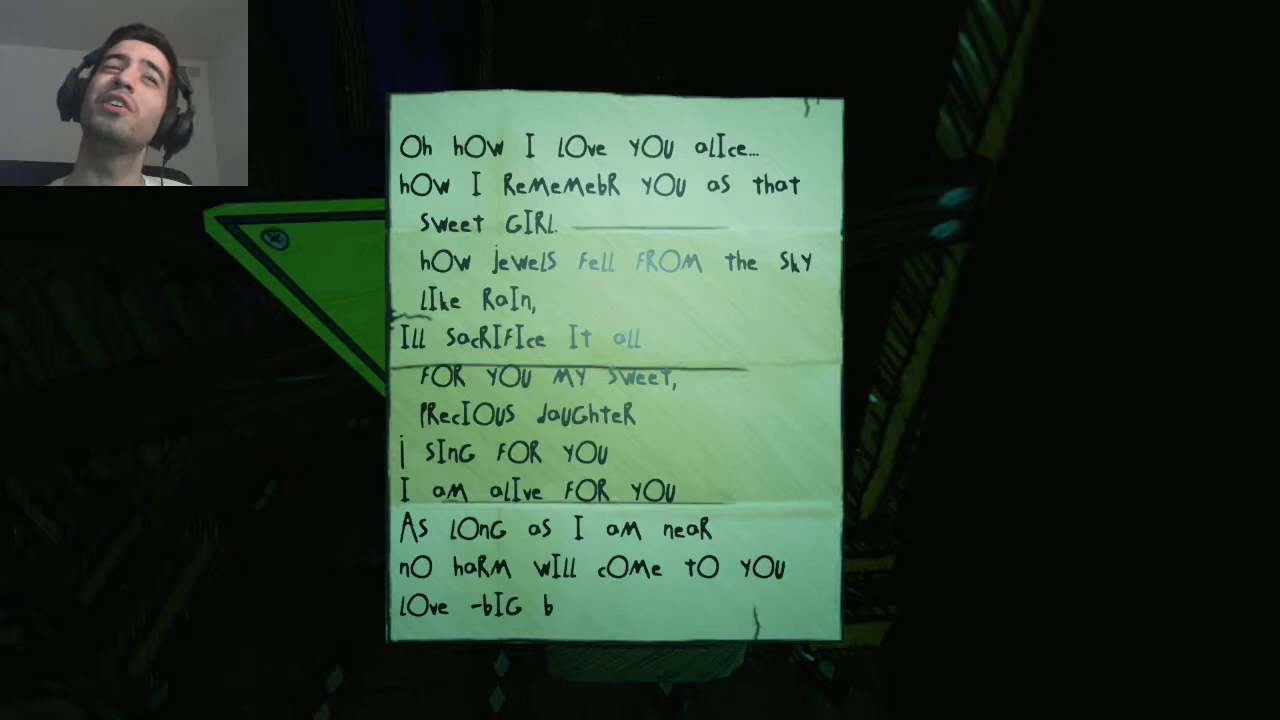 Oh hOW I LOve YOU alIce...
hOW I ReMeMebR YOU as that
sweet GIRL.
hOW jewels fell FROM the sky
lIke RaIn,
Ill sacRIfIce It all
FOR YOU MY sweet,
PRecIOUS daUGhteR
i sInG FOR YOU
I aM alIve FOR YOU
As lOnG as I aM neaR
nO haRM wIll cOMe tO YOU
lOve -bIG b